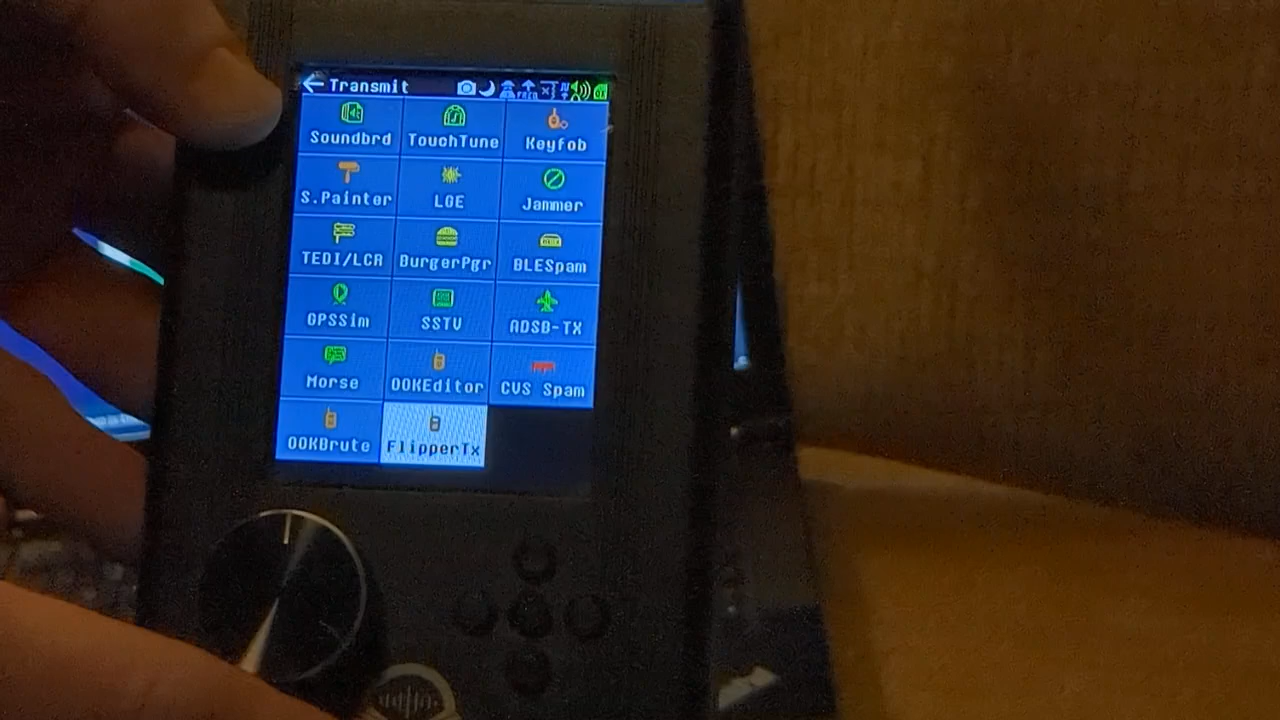 Transmit
Soundbrd TouchTune Keyfob
S.Painter LGE Jammer
TEDI/LCR BurgerPgr BLESpam
GPSSim SSTV ADSB-TX
Morse OOKEditor CVS Spam
OOKBrute FlipperTx